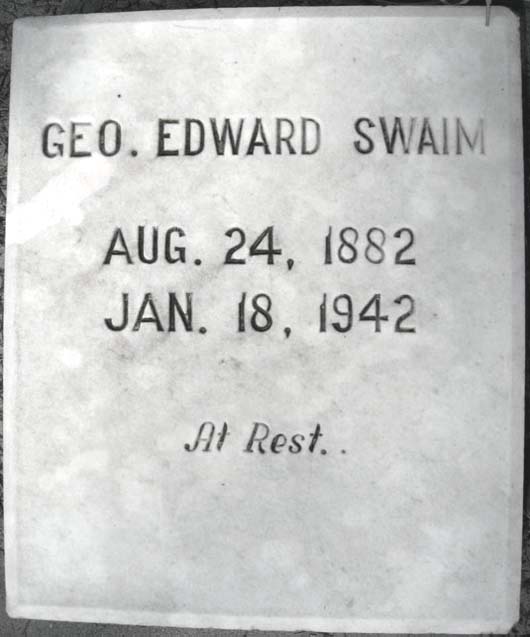 GEO. EDWARD SWAIM
AUG. 24, 1882
JAN. 18, 1942
At Rest..